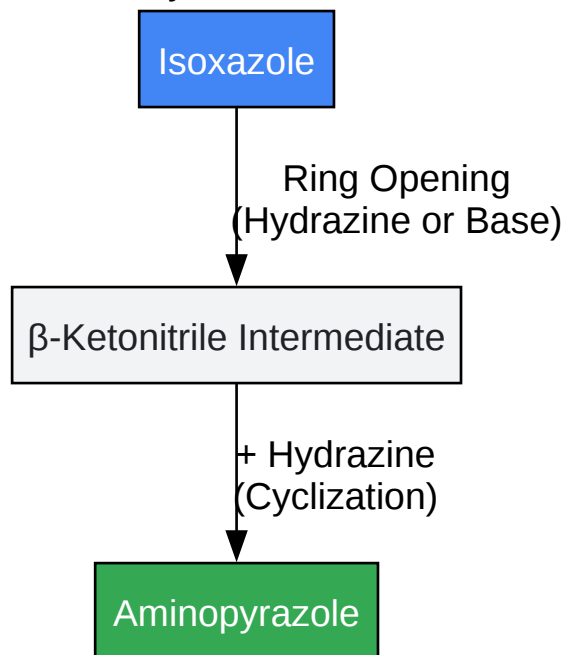 Isoxazole
Ring Opening
(Hydrazine or Base)
β-Ketonitrile Intermediate
+ Hydrazine
(Cyclization)
Aminopyrazole